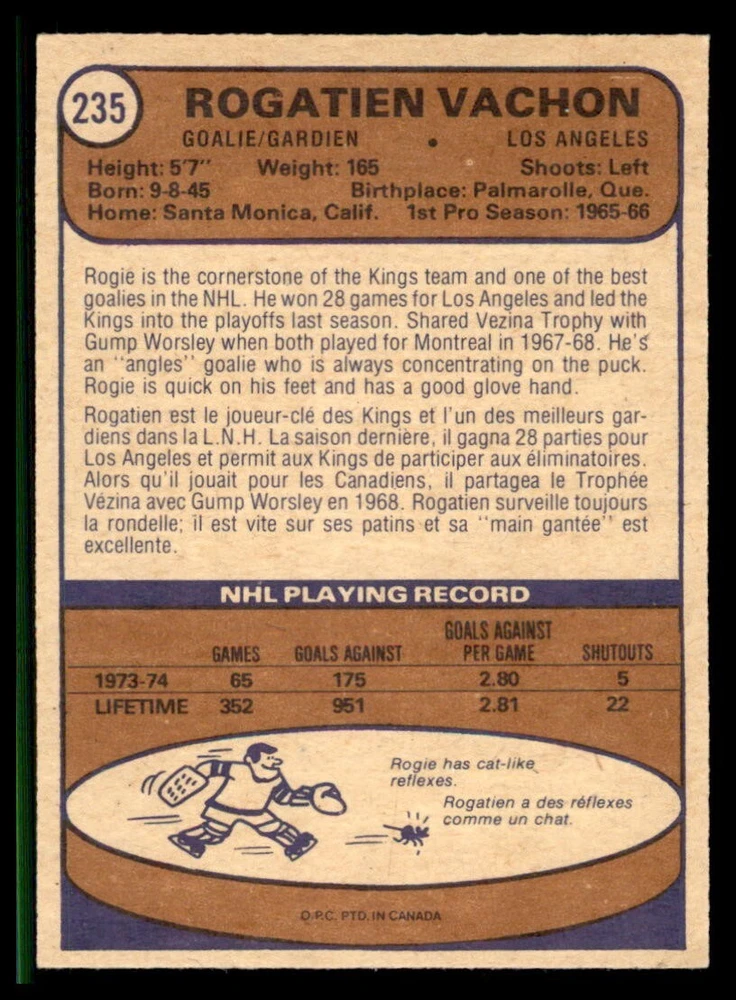 235
ROGATIEN VACHON
GOALIE/GARDIEN • LOS ANGELES
Height: 5'7" Weight: 165 Shoots: Left
Born: 9-8-45 Birthplace: Palmarolle, Que.
Home: Santa Monica, Calif. 1st Pro Season: 1965-66
Rogie is the cornerstone of the Kings team and one of the best
goalies in the NHL. He won 28 games for Los Angeles and led the
Kings into the playoffs last season. Shared Vezina Trophy with
Gump Worsley when both played for Montreal in 1967-68. He's
an "angles" goalie who is always concentrating on the puck.
Rogie is quick on his feet and has a good glove hand.
Rogatien est le joueur-clé des Kings et l'un des meilleurs gar-
diens dans la L.N.H. La saison dernière, il gagna 28 parties pour
Los Angeles et permit aux Kings de participer aux éliminatoires.
Alors qu'il jouait pour les Canadiens, il partagea le Trophée
Vézina avec Gump Worsley en 1968. Rogatien surveille toujours
la rondelle; il est vite sur ses patins et sa "main gantée" est
excellente.
NHL PLAYING RECORD
GAMES GOALS AGAINST GOALS AGAINST PER GAME SHUTOUTS
1973-74 65 175 2.80 5
LIFETIME 352 951 2.81 22
Rogie has cat-like
reflexes.
Rogatien a des réflexes
comme un chat.
O.P.C. PTD. IN CANADA